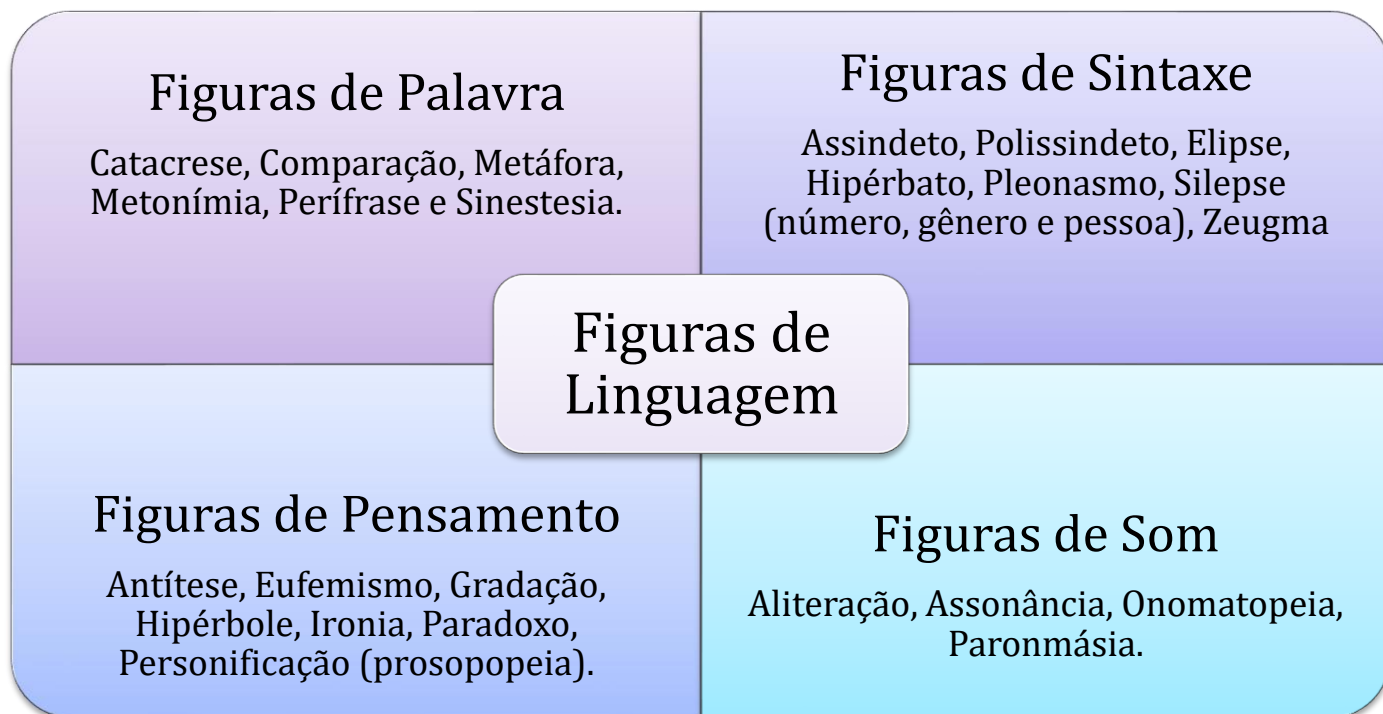 Figuras de Palavra
Catacrese, Comparação, Metáfora,
Metonímia, Perífrase e Sinestesia.
Figuras de Sintaxe
Assindeto, Polissindeto, Elipse,
Hipérbato, Pleonasmo, Silepse
(número, gênero e pessoa), Zeugma
Figuras de
Linguagem
Figuras de Pensamento
Antítese, Eufemismo, Gradação,
Hipérbole, Ironia, Paradoxo,
Personificação (prosopopeia).
Figuras de Som
Aliteração, Assonância, Onomatopeia,
Paronmásia.